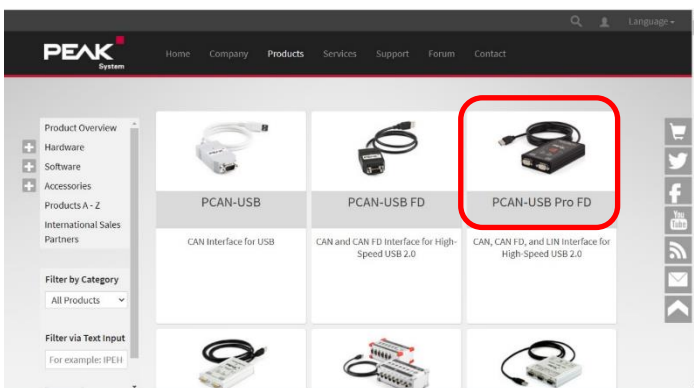 Language
PEAK
System
Home Company Products Services Support Forum Contact
Product Overview
Hardware
Software
Accessories
Products A - Z
International Sales
Partners
Filter by Category
All Products
Filter via Text Input
For example: IPEH
PCAN-USB
CAN Interface for USB
PCAN-USB FD
CAN and CAN FD Interface for High-
Speed USB 2.0
PCAN-USB Pro FD
CAN, CAN FD, and LIN Interface for
High-Speed USB 2.0
You
Tube